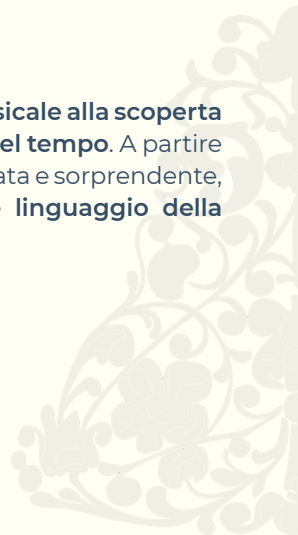 sicale alla scoperta
el tempo. A partire
ata e sorprendente,
linguaggio della